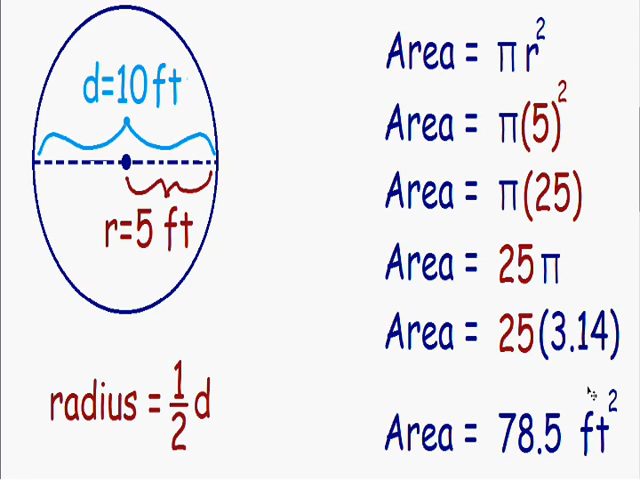 d=10 ft
r=5 ft
radius = 1/2 d
Area = π r²
Area = π(5)²
Area = π(25)
Area = 25π
Area = 25(3.14)
Area = 78.5 ft²